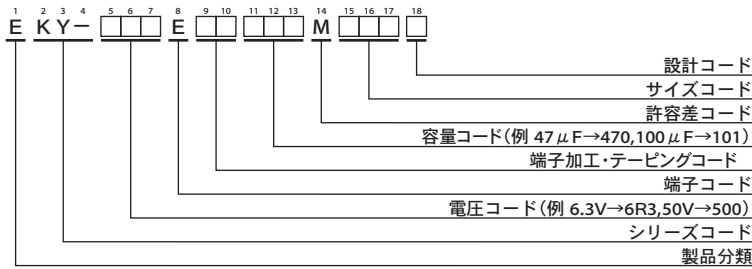 1 2 3 4 5 6 7 8 9 10 11 12 13 14 15 16 17 18
E KY− □□□ E □□ □□□ M □□□ □
設計コード
サイズコード
許容差コード
容量コード(例 47μF→470,100μF→101)
端子加工・テーピングコード
端子コード
電圧コード(例 6.3V→6R3,50V→500)
シリーズコード
製品分類